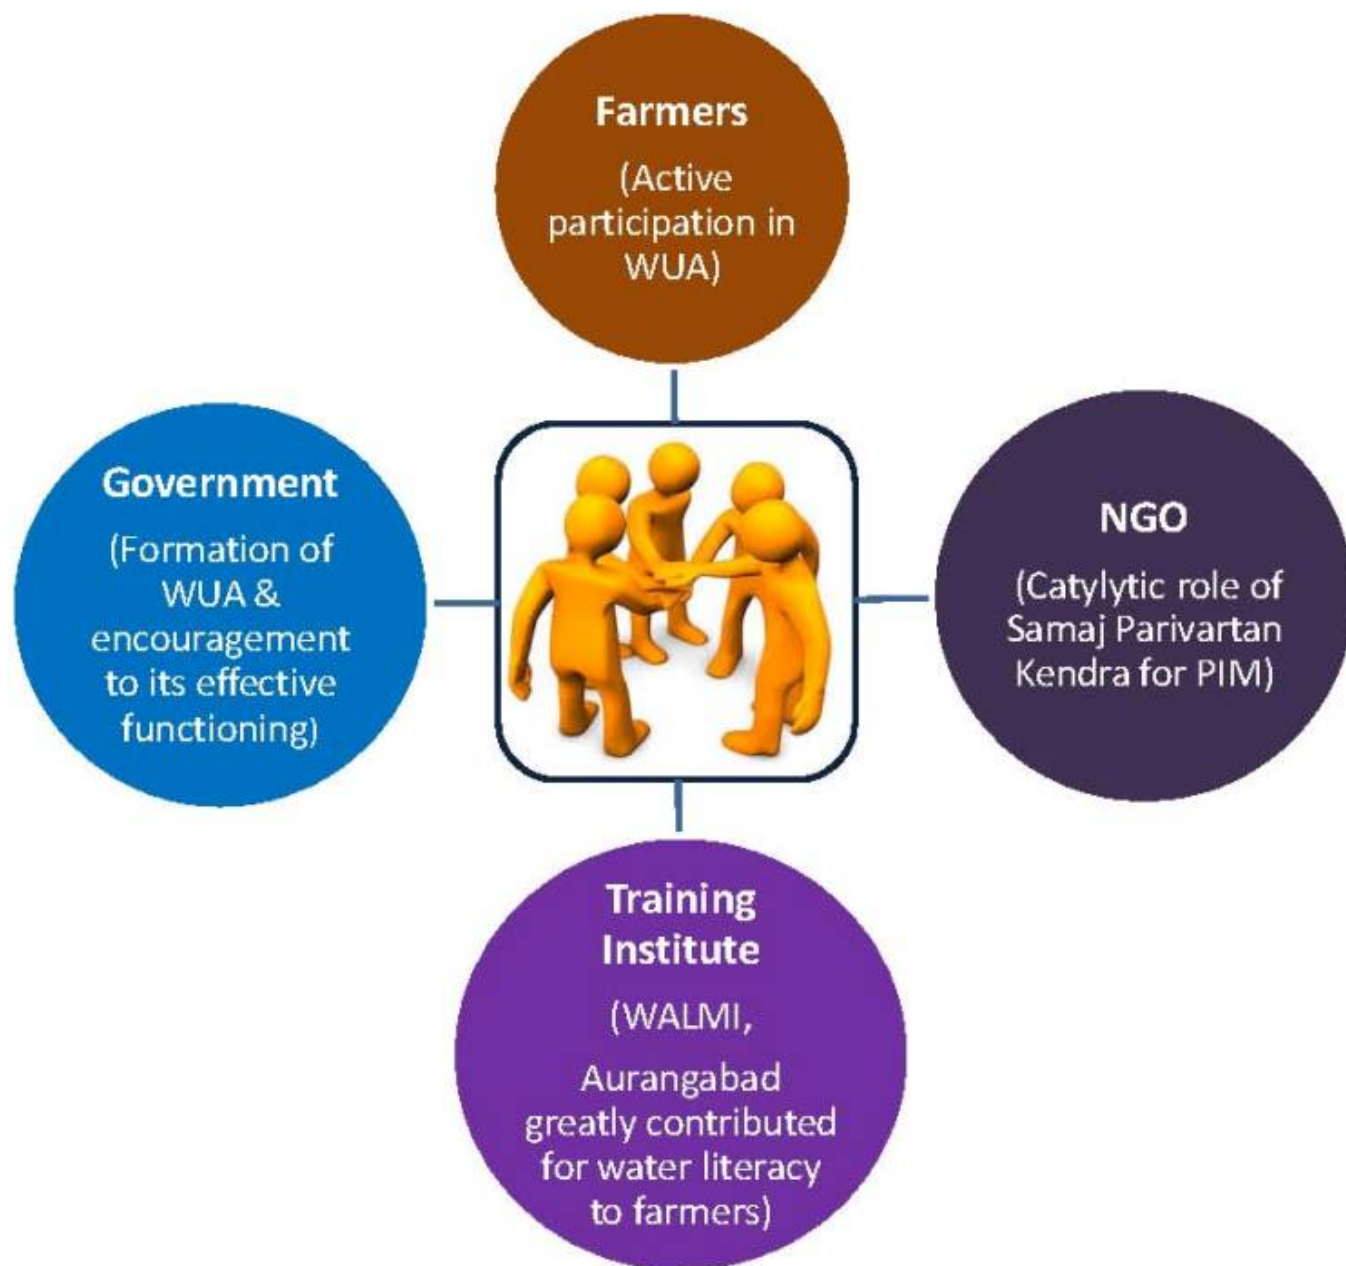 Farmers
(Active
participation in
WUA)
Government
(Formation of
WUA &
encouragement
to its effective
functioning)
NGO
(Catylytic role of
Samaj Parivartan
Kendra for PIM)
Training
Institute
(WALMI,
Aurangabad
greatly contributed
for water literacy
to farmers)